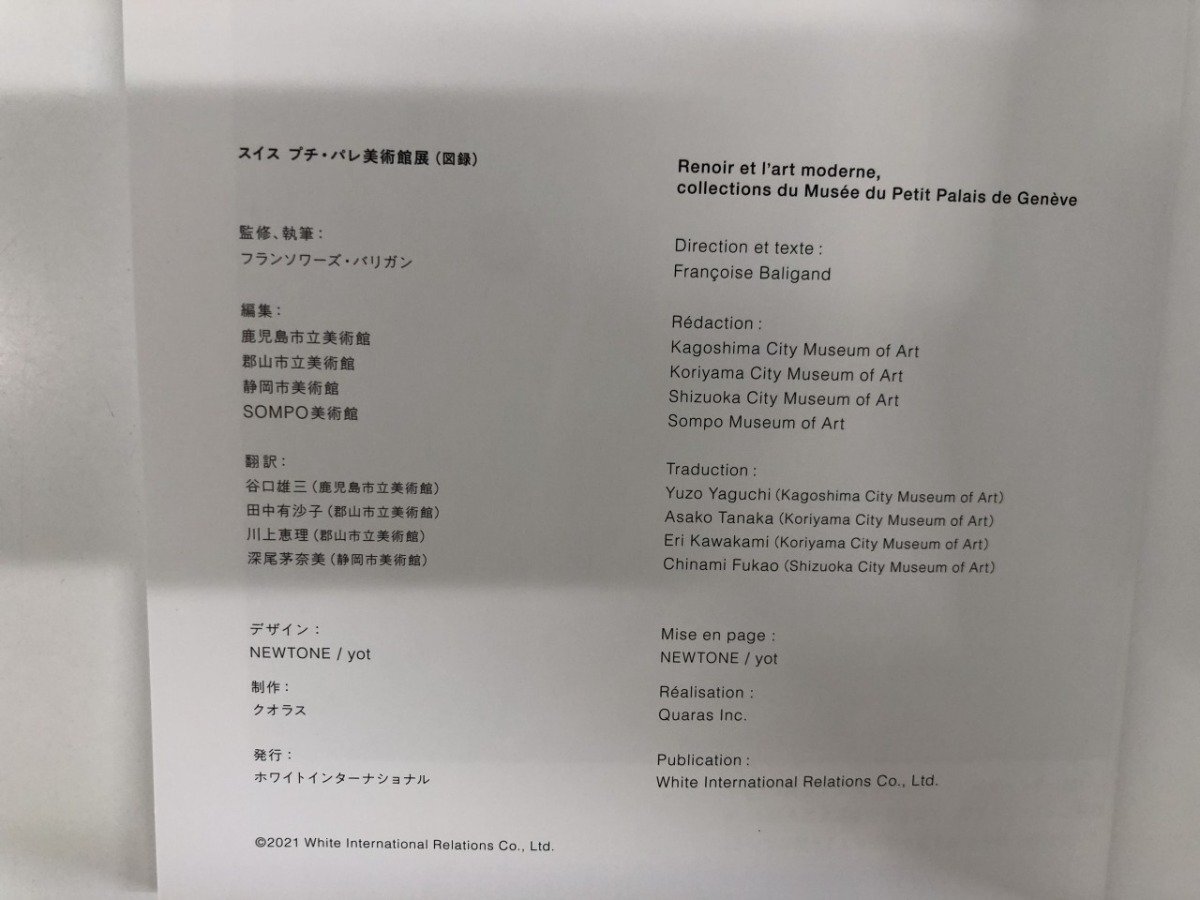 スイス プチ・パレ美術館展（図録）
監修、執筆：
フランソワーズ・バリガン
編集：
鹿児島市立美術館
郡山市立美術館
静岡市美術館
SOMPO美術館
翻訳：
谷口雄三（鹿児島市立美術館）
田中有沙子（郡山市立美術館）
川上恵理（郡山市立美術館）
深尾茅奈美（静岡市美術館）
デザイン：
NEWTONE / yot
制作：
クオラス
発行：
ホワイトインターナショナル
©2021 White International Relations Co., Ltd.
Renoir et l'art moderne,
collections du Musée du Petit Palais de Genève
Direction et texte :
Françoise Baligand
Rédaction :
Kagoshima City Museum of Art
Koriyama City Museum of Art
Shizuoka City Museum of Art
Sompo Museum of Art
Traduction :
Yuzo Yaguchi (Kagoshima City Museum of Art)
Asako Tanaka (Koriyama City Museum of Art)
Eri Kawakami (Koriyama City Museum of Art)
Chinami Fukao (Shizuoka City Museum of Art)
Mise en page :
NEWTONE / yot
Réalisation :
Quaras Inc.
Publication :
White International Relations Co., Ltd.